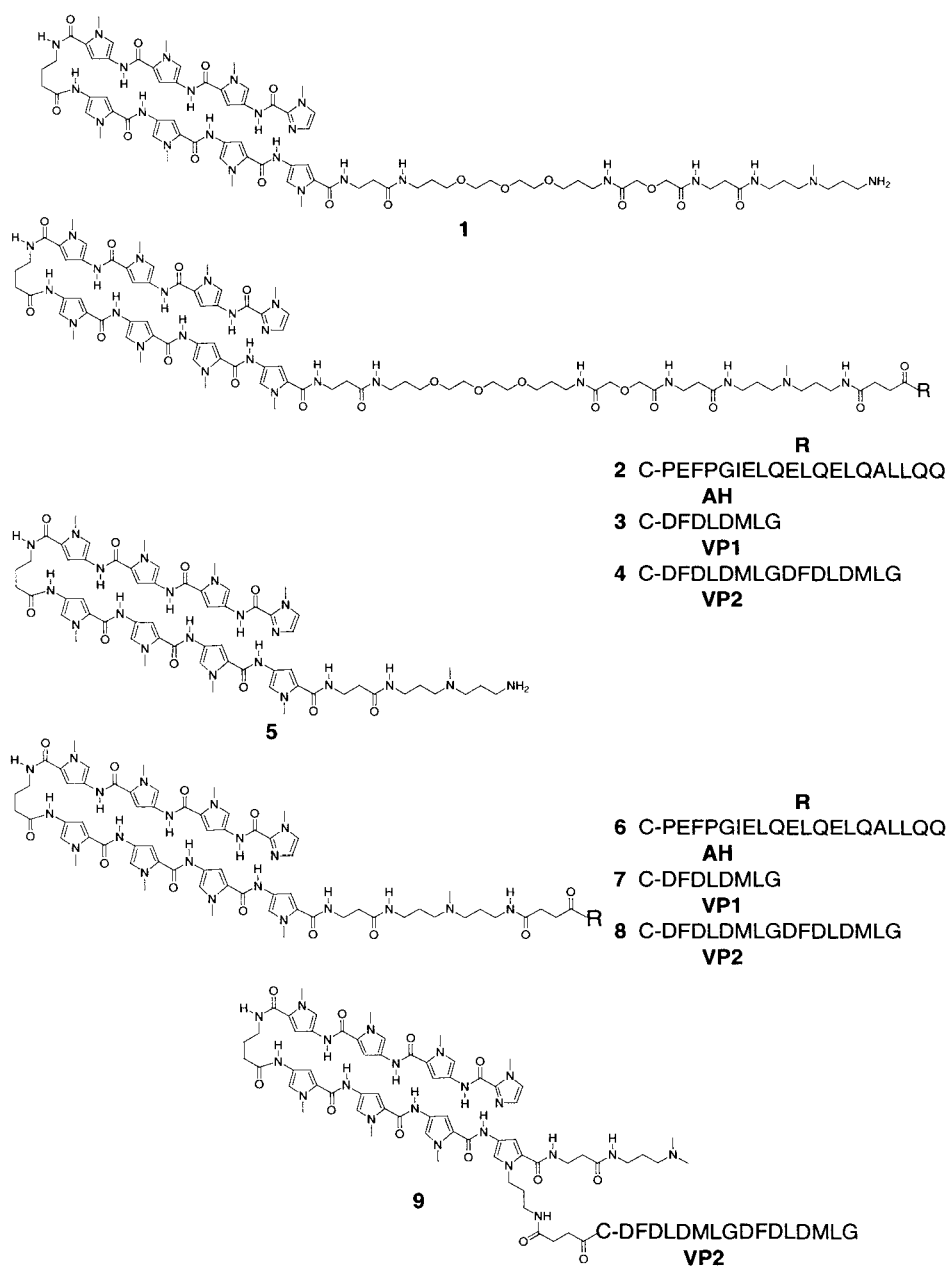 1
R
R
2 C-PEFPGIELQELQELQALLQQ
AH
3 C-DFDLDMLG
VP1
4 C-DFDLDMLGDFDLDMLG
VP2
5
R
R
6 C-PEFPGIELQELQELQALLQQ
AH
7 C-DFDLDMLG
VP1
8 C-DFDLDMLGDFDLDMLG
VP2
9
C-DFDLDMLGDFDLDMLG
VP2